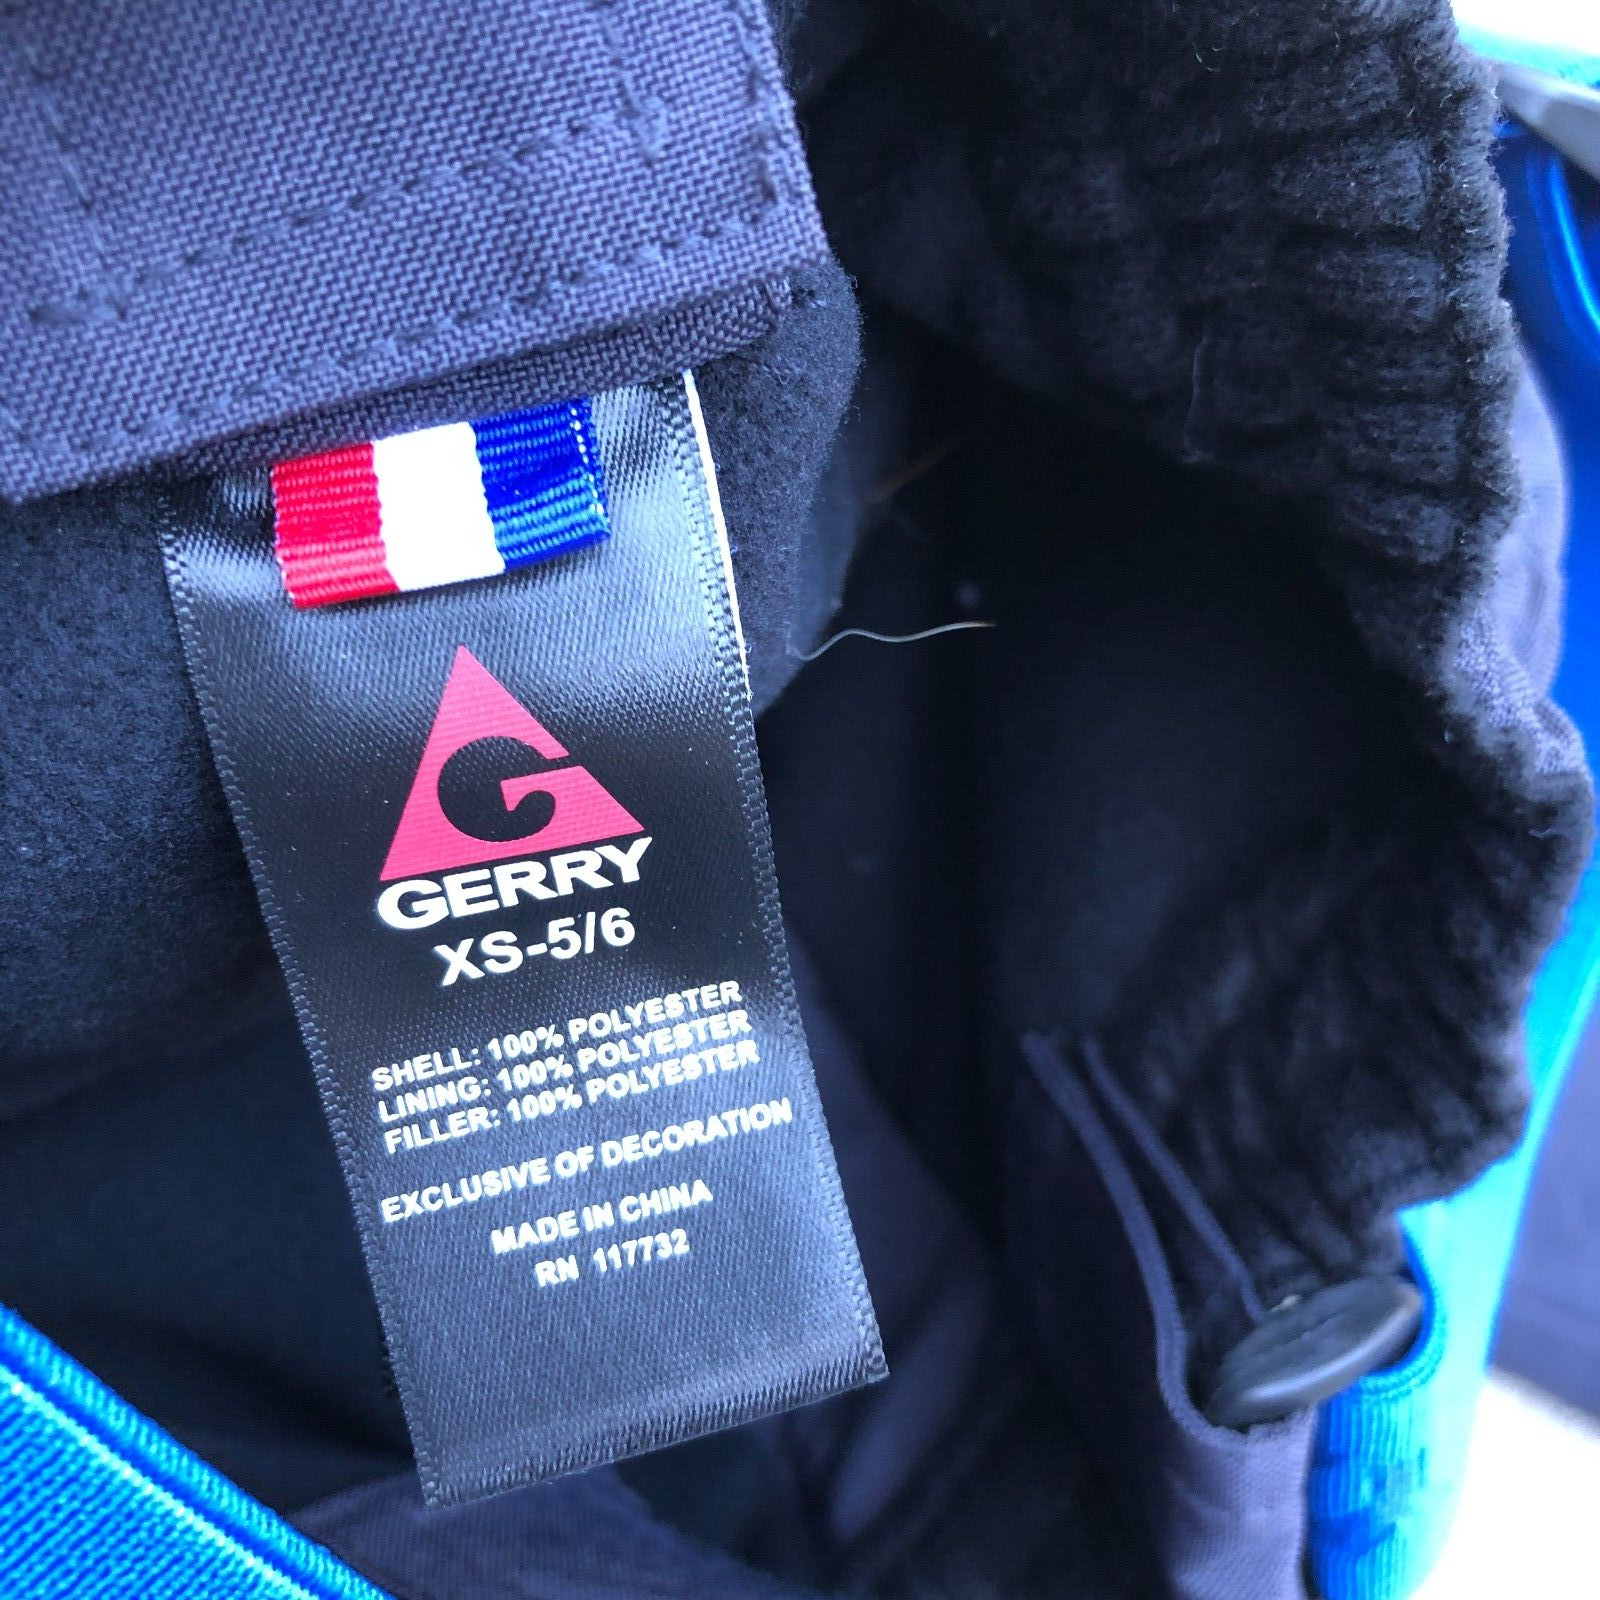 GERRY
XS-5/6
SHELL: 100% POLYESTER
LINING: 100% POLYESTER
FILLER: 100% POLYESTER
EXCLUSIVE OF DECORATION
MADE IN CHINA
RN 117732